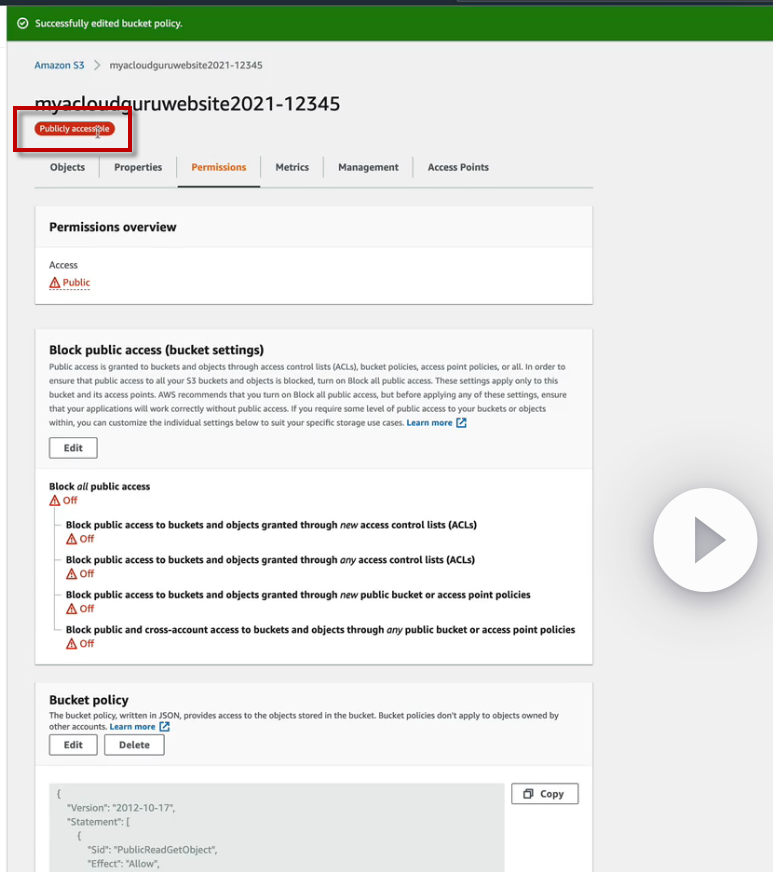 Successfully edited bucket policy.
Amazon S3 > myacloudguruwebsite2021-12345
myacloudguruwebsite2021-12345
Publicly accessible
Objects Properties Permissions Metrics Management Access Points
Permissions overview
Access
Public
Block public access (bucket settings)
Public access is granted to buckets and objects through access control lists (ACLs), bucket policies, access point policies, or all. In order to
ensure that public access to all your S3 buckets and objects is blocked, turn on Block all public access. These settings apply only to this
bucket and its access points. AWS recommends that you turn on Block all public access, but before applying any of these settings, ensure
that your applications will work correctly without public access. If you require some level of public access to your buckets or objects
within, you can customize the individual settings below to suit your specific storage use cases. Learn more
Edit
Block all public access
Off
Block public access to buckets and objects granted through new access control lists (ACLs)
Off
Block public access to buckets and objects granted through any access control lists (ACLs)
Off
Block public access to buckets and objects granted through new public bucket or access point policies
Off
Block public and cross-account access to buckets and objects through any public bucket or access point policies
Off
Bucket policy
The bucket policy, written in JSON, provides access to the objects stored in the bucket. Bucket policies don't apply to objects owned by
other accounts. Learn more
Edit Delete
Copy
{
"Version": "2012-10-17",
"Statement": [
{
"Sid": "PublicReadGetObject",
"Effect": "Allow",